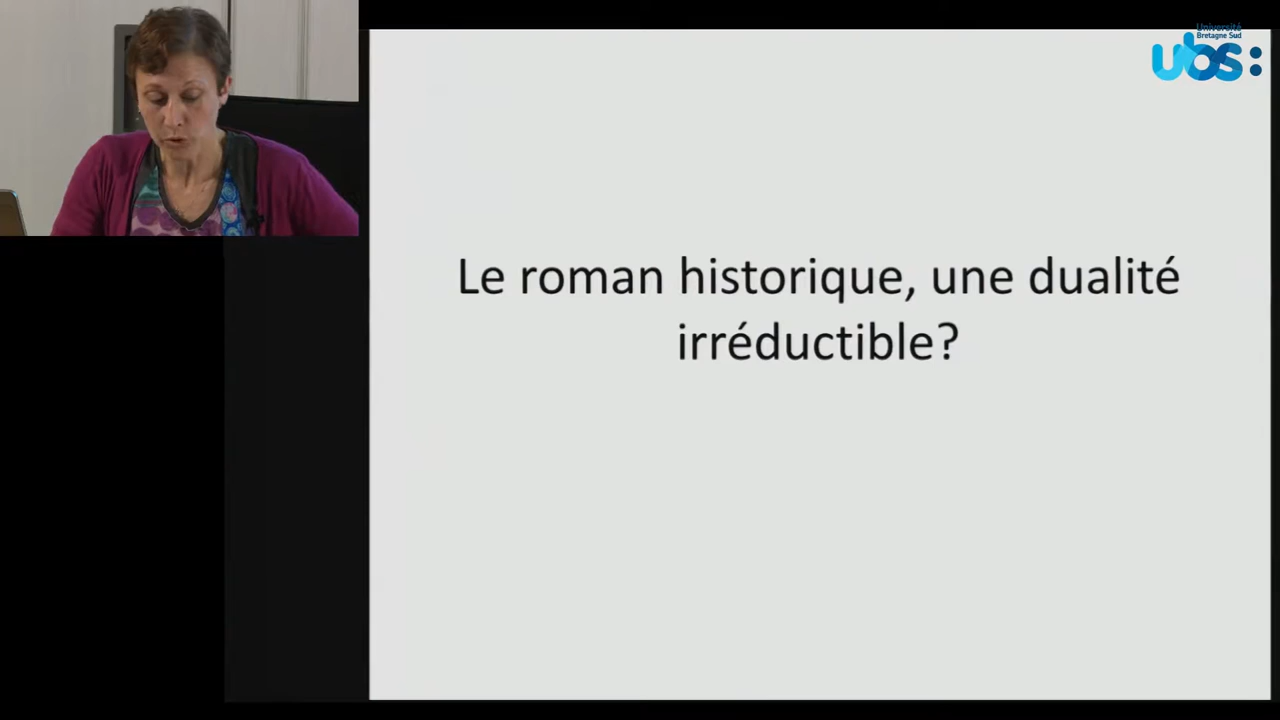 Université
Bretagne Sud
ubs:
Le roman historique, une dualité
irréductible?